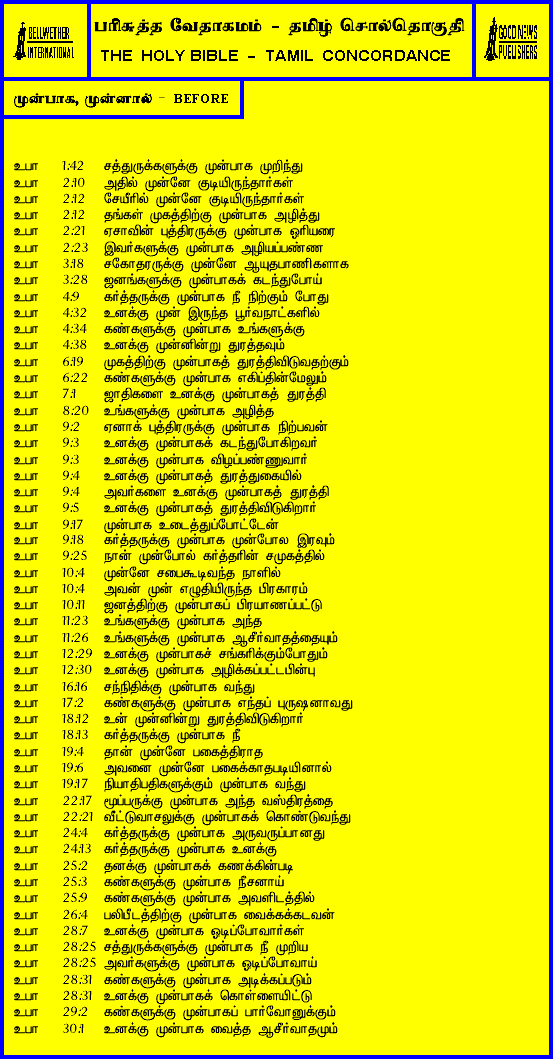 BELLWETHER
INTERNATIONAL
பரிசுத்த வேதாகமம் – தமிழ் சொல்தொகுதி
THE HOLY BIBLE – TAMIL CONCORDANCE
GOOD NEWS
PUBLISHERS
முன்பாக, முன்னால் – BEFORE
உபா 1:42 சத்துருக்களுக்கு முன்பாக முறிந்து
உபா 2:10 அதில் முன்னே குடியிருந்தார்கள்
உபா 2:12 சேயீரில் முன்னே குடியிருந்தார்கள்
உபா 2:12 தங்கள் முகத்திற்கு முன்பாக அழித்து
உபா 2:21 ஏசாவின் புத்திரருக்கு முன்பாக ஓரியரை
உபா 2:23 இவர்களுக்கு முன்பாக அழியப்பண்ண
உபா 3:18 சகோதரருக்கு முன்னே ஆயுதபாணிகளாக
உபா 3:28 ஜனங்களுக்கு முன்பாகக் கடந்துபோய்
உபா 4:9 கர்த்தருக்கு முன்பாக நீ நிற்கும் போது
உபா 4:32 உனக்கு முன் இருந்த பூர்வநாட்களில்
உபா 4:34 கண்களுக்கு முன்பாக உங்களுக்கு
உபா 4:38 உனக்கு முன்னின்று துரத்தவும்
உபா 6:19 முகத்திற்கு முன்பாகத் துரத்திவிடுவதற்கும்
உபா 6:22 கண்களுக்கு முன்பாக எகிப்தின்மேலும்
உபா 7:1 ஜாதிகளை உனக்கு முன்பாகத் துரத்தி
உபா 8:20 உங்களுக்கு முன்பாக அழித்த
உபா 9:2 ஏனாக் புத்திரருக்கு முன்பாக நிற்பவன்
உபா 9:3 உனக்கு முன்பாகக் கடந்துபோகிறவர்
உபா 9:3 உனக்கு முன்பாக விழப்பண்ணுவார்
உபா 9:4 உனக்கு முன்பாகத் துரத்துகையில்
உபா 9:4 அவர்களை உனக்கு முன்பாகத் துரத்தி
உபா 9:5 உனக்கு முன்பாகத் துரத்திவிடுகிறார்
உபா 9:17 முன்பாக உடைத்துப்போட்டேன்
உபா 9:18 கர்த்தருக்கு முன்பாக முன்போல இரவும்
உபா 9:25 நான் முன்போல் கர்த்தரின் சமுகத்தில்
உபா 10:4 முன்னே சபைகூடிவந்த நாளில்
உபா 10:4 அவன் முன் எழுதியிருந்த பிரகாரம்
உபா 10:11 ஜனத்திற்கு முன்பாகப் பிரயாணப்பட்டு
உபா 11:23 உங்களுக்கு முன்பாக அந்த
உபா 11:26 உங்களுக்கு முன்பாக ஆசீர்வாதத்தையும்
உபா 12:29 உனக்கு முன்பாகச் சங்கரிக்கும்போதும்
உபா 12:30 உனக்கு முன்பாக அழிக்கப்பட்டபின்பு
உபா 16:16 சந்நிதிக்கு முன்பாக வந்து
உபா 17:2 கண்களுக்கு முன்பாக எந்தப் புருஷனாவது
உபா 18:12 உன் முன்னின்று துரத்திவிடுகிறார்
உபா 18:13 கர்த்தருக்கு முன்பாக நீ
உபா 19:4 தான் முன்னே பகைத்திராத
உபா 19:6 அவனை முன்னே பகைக்காதபடியினால்
உபா 19:17 நியாதிபதிகளுக்கும் முன்பாக வந்து
உபா 22:17 மூப்பருக்கு முன்பாக அந்த வஸ்திரத்தை
உபா 22:21 வீட்டுவாசலுக்கு முன்பாகக் கொண்டுவந்து
உபா 24:4 கர்த்தருக்கு முன்பாக அருவருப்பானது
உபா 24:13 கர்த்தருக்கு முன்பாக உனக்கு
உபா 25:2 தனக்கு முன்பாகக் கணக்கின்படி
உபா 25:3 கண்களுக்கு முன்பாக நீசனாய்
உபா 25:9 கண்களுக்கு முன்பாக அவளிடத்தில்
உபா 26:4 பலிபீடத்திற்கு முன்பாக வைக்கக்கடவன்
உபா 28:7 உனக்கு முன்பாக ஓடிப்போவார்கள்
உபா 28:25 சத்துருக்களுக்கு முன்பாக நீ முறிய
உபா 28:25 அவர்களுக்கு முன்பாக ஓடிப்போவாய்
உபா 28:31 கண்களுக்கு முன்பாக அடிக்கப்படும்
உபா 28:31 உனக்கு முன்பாகக் கொள்ளையிட்டு
உபா 29:2 கண்களுக்கு முன்பாகப் பார்வோனுக்கும்
உபா 30:1 உனக்கு முன்பாக வைத்த ஆசீர்வாதமும்